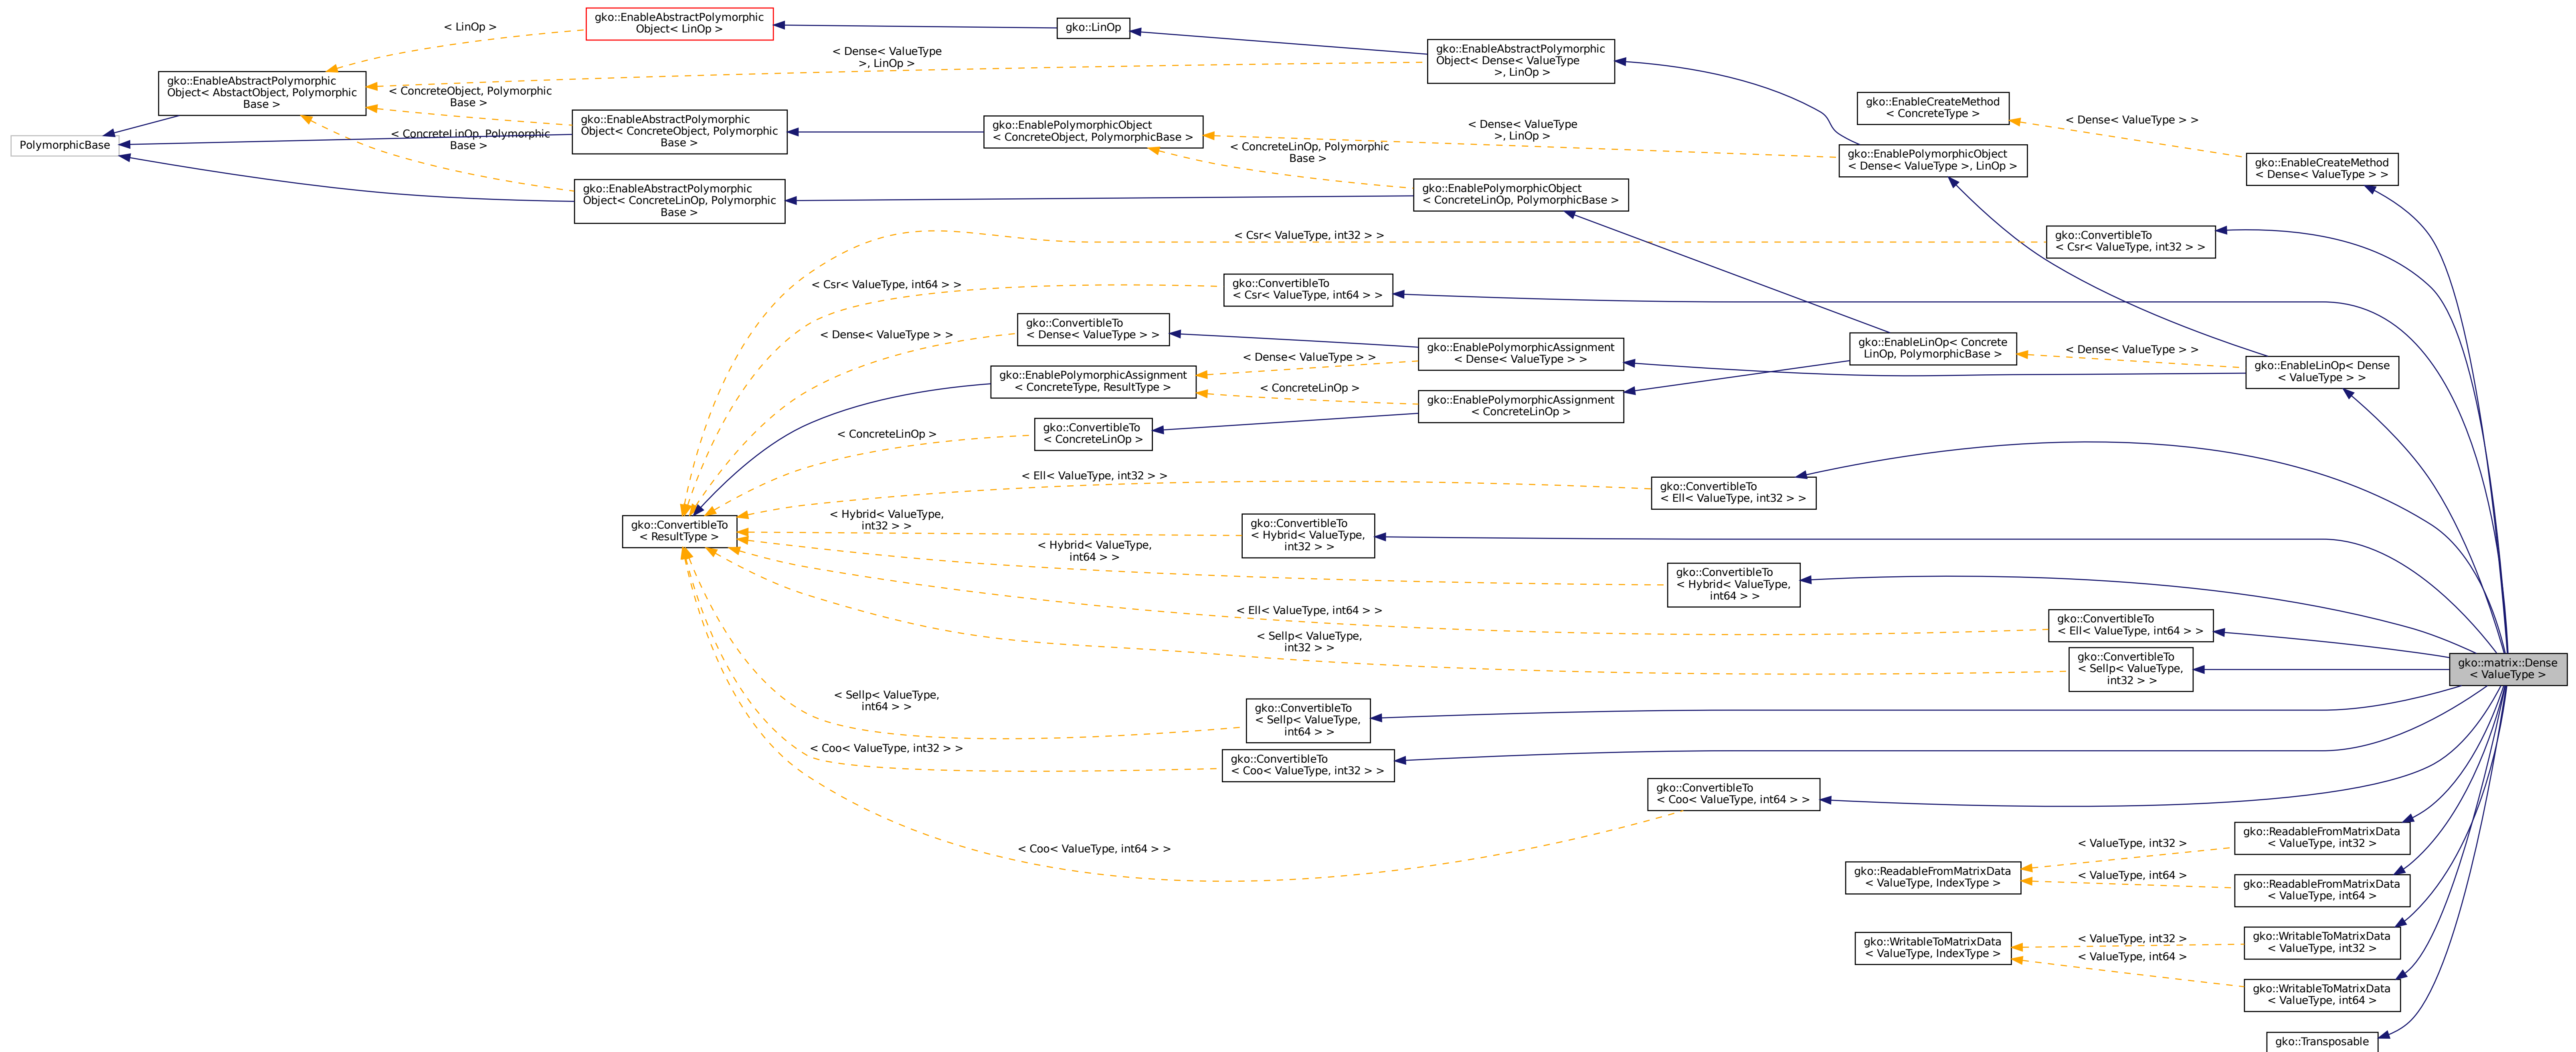 gko::EnableAbstractPolymorphic
Object< LinOp >
gko::LinOp
< LinOp >
gko::EnableAbstractPolymorphic
Object< Dense< ValueType
>, LinOp >
< Dense< ValueType
>, LinOp >
gko::EnableAbstractPolymorphic
Object< AbstactObject, Polymorphic
Base >
< ConcreteObject, Polymorphic
Base >
gko::EnableCreateMethod
< ConcreteType >
< Dense< ValueType > >
gko::EnableAbstractPolymorphic
Object< ConcreteObject, Polymorphic
Base >
gko::EnablePolymorphicObject
< ConcreteObject, PolymorphicBase >
< Dense< ValueType
>, LinOp >
PolymorphicBase
< ConcreteLinOp, Polymorphic
Base >
< ConcreteLinOp, Polymorphic
Base >
gko::EnablePolymorphicObject
< Dense< ValueType >, LinOp >
gko::EnableCreateMethod
< Dense< ValueType > >
gko::EnableAbstractPolymorphic
Object< ConcreteLinOp, Polymorphic
Base >
gko::EnablePolymorphicObject
< ConcreteLinOp, PolymorphicBase >
< Csr< ValueType, int32 > >
gko::ConvertibleTo
< Csr< ValueType, int32 > >
< Csr< ValueType, int64 > >
gko::ConvertibleTo
< Csr< ValueType, int64 > >
< Dense< ValueType > >
gko::ConvertibleTo
< Dense< ValueType > >
gko::EnablePolymorphicAssignment
< Dense< ValueType > >
< Dense< ValueType > >
gko::EnableLinOp< Concrete
LinOp, PolymorphicBase >
< Dense< ValueType > >
gko::EnableLinOp< Dense
< ValueType > >
gko::EnablePolymorphicAssignment
< ConcreteType, ResultType >
< ConcreteLinOp >
gko::EnablePolymorphicAssignment
< ConcreteLinOp >
< ConcreteLinOp >
gko::ConvertibleTo
< ConcreteLinOp >
< Ell< ValueType, int32 > >
gko::ConvertibleTo
< Ell< ValueType, int32 > >
gko::ConvertibleTo
< ResultType >
< Hybrid< ValueType,
int32 > >
gko::ConvertibleTo
< Hybrid< ValueType,
int32 > >
< Hybrid< ValueType,
int64 > >
gko::ConvertibleTo
< Hybrid< ValueType,
int64 > >
< Ell< ValueType, int64 > >
gko::ConvertibleTo
< Ell< ValueType, int64 > >
< Sellp< ValueType,
int32 > >
gko::ConvertibleTo
< Sellp< ValueType,
int32 > >
gko::matrix::Dense
< ValueType >
< Sellp< ValueType,
int64 > >
gko::ConvertibleTo
< Sellp< ValueType,
int64 > >
< Coo< ValueType, int32 > >
gko::ConvertibleTo
< Coo< ValueType, int32 > >
gko::ConvertibleTo
< Coo< ValueType, int64 > >
< Coo< ValueType, int64 > >
< ValueType, int32 >
gko::ReadableFromMatrixData
< ValueType, int32 >
gko::ReadableFromMatrixData
< ValueType, IndexType >
< ValueType, int64 >
gko::ReadableFromMatrixData
< ValueType, int64 >
gko::WritableToMatrixData
< ValueType, IndexType >
< ValueType, int32 >
gko::WritableToMatrixData
< ValueType, int32 >
< ValueType, int64 >
gko::WritableToMatrixData
< ValueType, int64 >
gko::Transposable